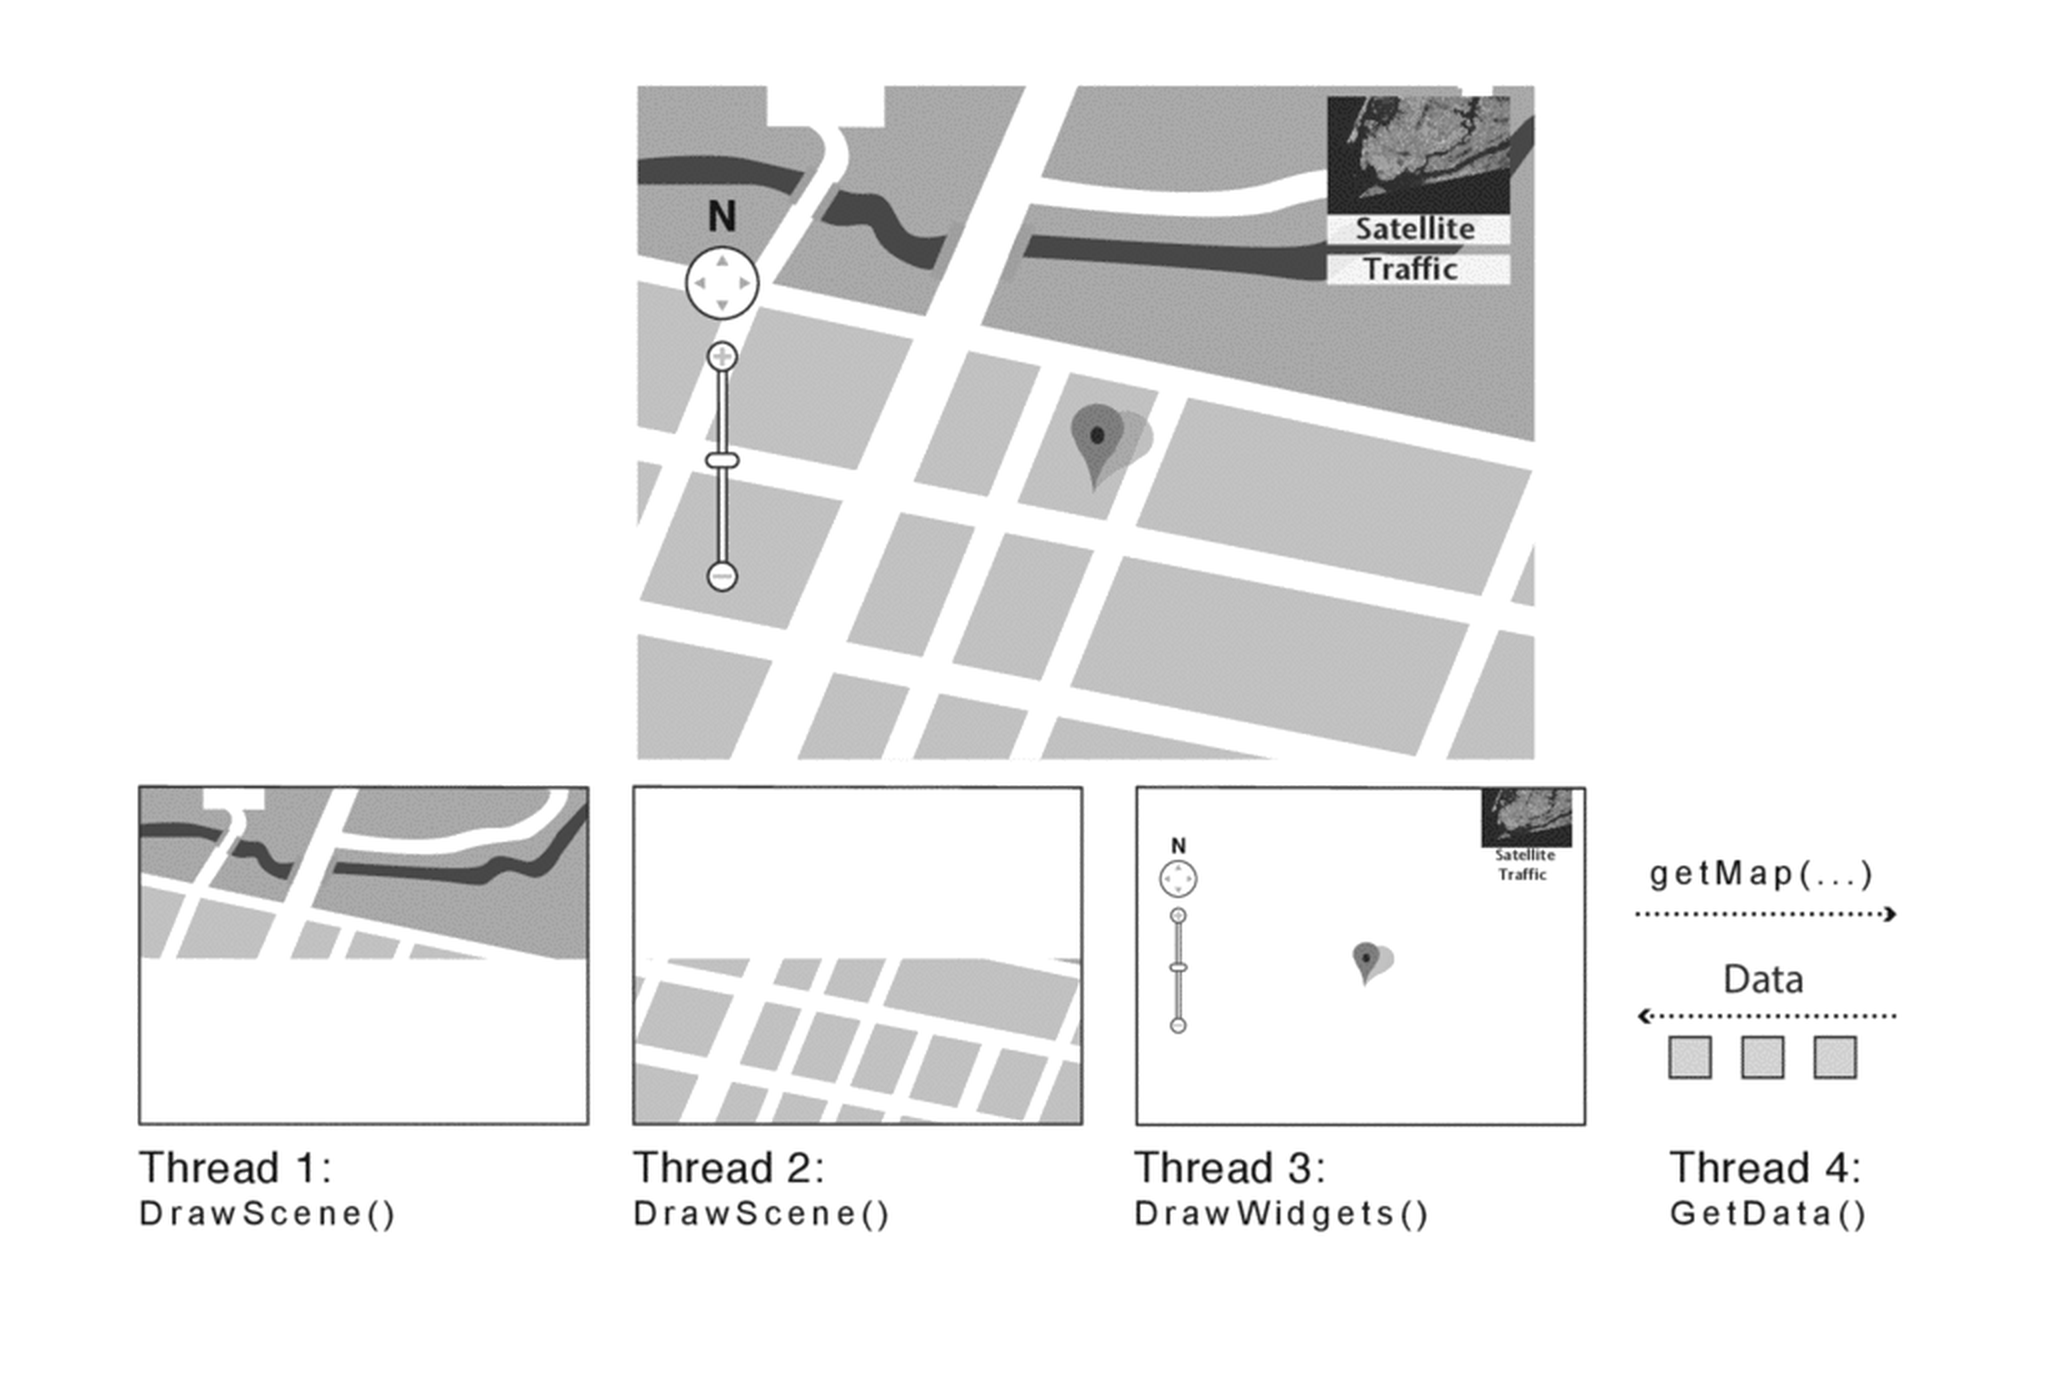 N
Satellite
Traffic
N
Satellite
Traffic
getMap(...)
Data
Thread 1:
DrawScene()
Thread 2:
DrawScene()
Thread 3:
DrawWidgets()
Thread 4:
GetData()